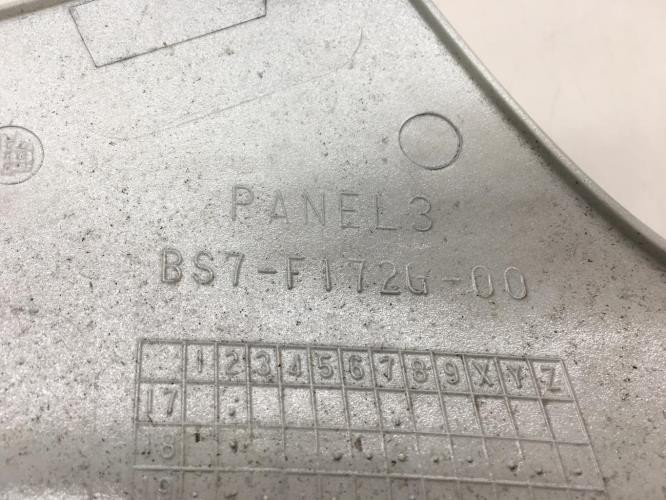 PANEL3
BS7-F172G-00
1 2 3 4 5 6 7 8 9 X Y Z
17
18